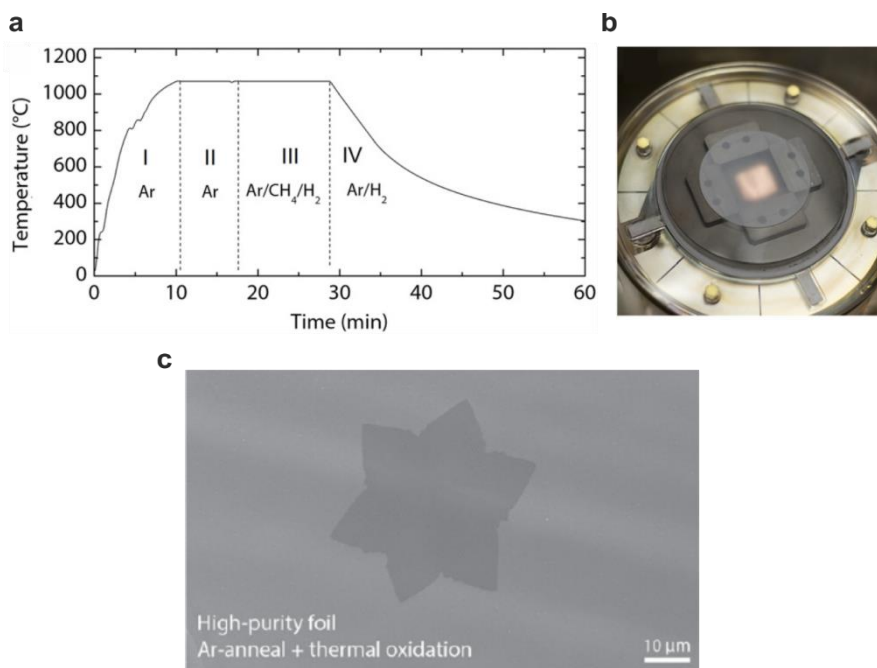 a
b
1200
1000
800
600
400
200
0
Temperature (°C)
I
II
III
IV
Ar
Ar
Ar/CH₄/H₂
Ar/H₂
0
10
20
30
40
50
60
Time (min)
c
High-purity foil
Ar-anneal + thermal oxidation
10 µm